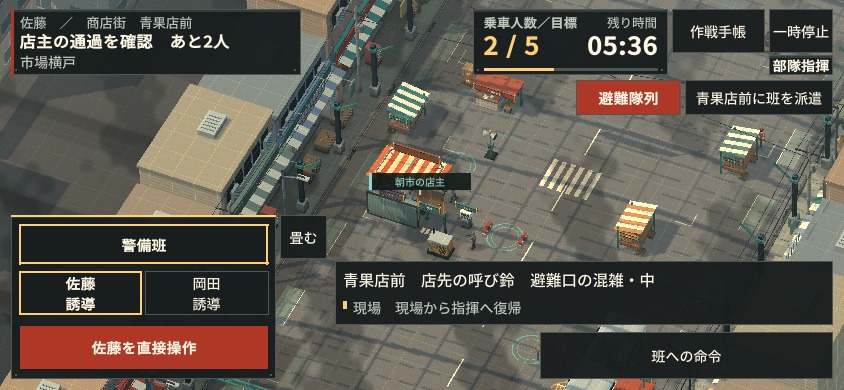 佐藤　／　商店街　青果店前
店主の通過を確認　あと2人
市場横戸
乗車人数／目標　残り時間
2 / 5　05:36
作戦手帳
一時停止
部隊指揮
避難隊列
青果店前に班を派遣
朝市の店主
警備班
畳む
佐藤
誘導
岡田
誘導
佐藤を直接操作
青果店前　店先の呼び鈴　避難口の混雑・中
現場　現場から指揮へ復帰
班への命令